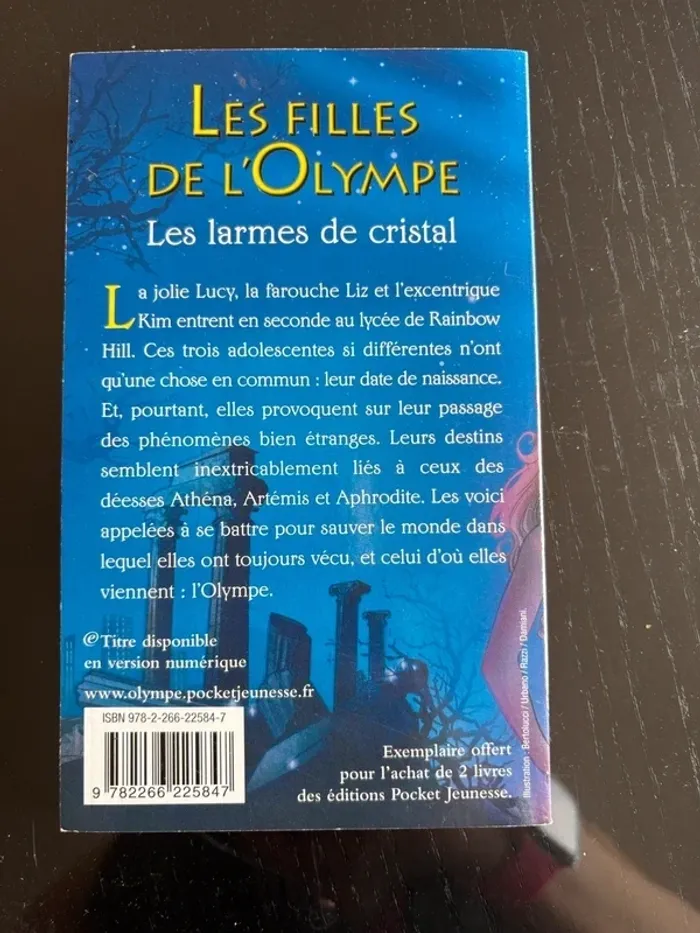 Les filles
de l'Olympe
Les larmes de cristal
La jolie Lucy, la farouche Liz et l'excentrique
Kim entrent en seconde au lycée de Rainbow
Hill. Ces trois adolescentes si différentes n'ont
qu'une chose en commun : leur date de naissance.
Et, pourtant, elles provoquent sur leur passage
des phénomènes bien étranges. Leurs destins
semblent inextricablement liés à ceux des
déesses Athéna, Artémis et Aphrodite. Les voici
appelées à se battre pour sauver le monde dans
lequel elles ont toujours vécu, et celui d'où elles
viennent : l'Olympe.
Titre disponible
en version numérique
www.olympe.pocketjeunesse.fr
ISBN 978-2-266-22584-7
9 782266 225847
Exemplaire offert
pour l'achat de 2 livres
des éditions Pocket Jeunesse.
Illustration : Bertolucci / Urbano / Razzi / Damiani.